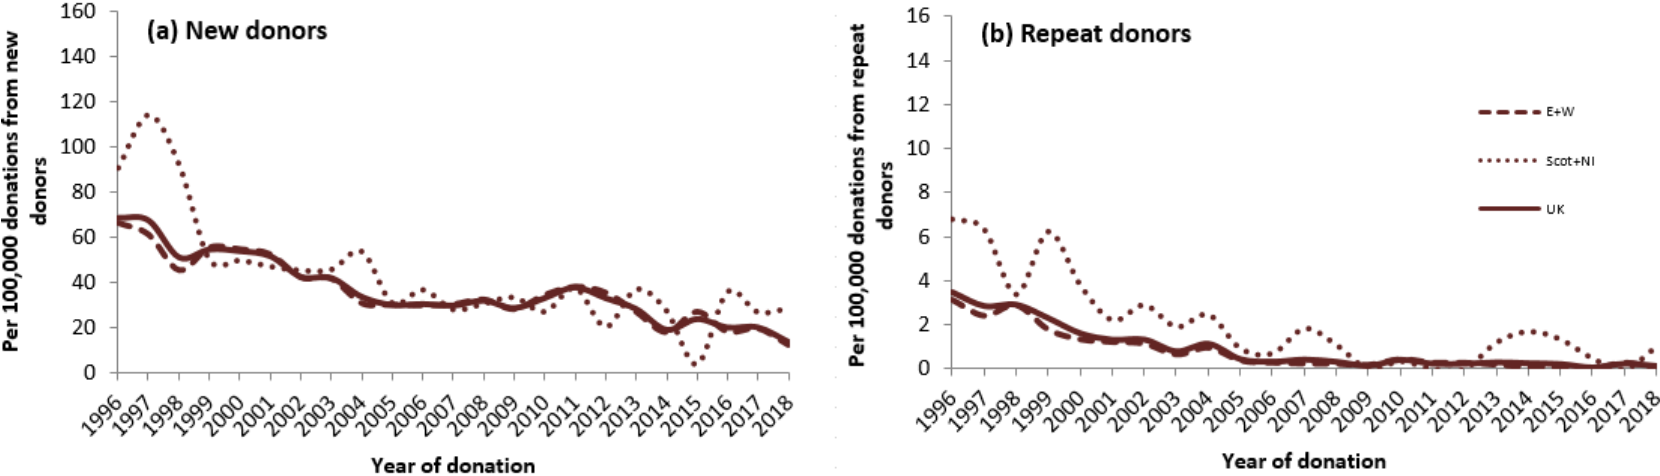 Per 100,000 donations from new
donors
(a) New donors
160
140
120
100
80
60
40
20
0
1996 1997 1998 1999 2000 2001 2002 2003 2004 2005 2006 2007 2008 2009 2010 2011 2012 2013 2014 2015 2016 2017 2018
Year of donation
Per 100,000 donations from repeat
donors
(b) Repeat donors
16
14
12
10
8
6
4
2
0
E+W
Scot+NI
UK
1996 1997 1998 1999 2000 2001 2002 2003 2004 2005 2006 2007 2008 2009 2010 2011 2012 2013 2014 2015 2016 2017 2018
Year of donation